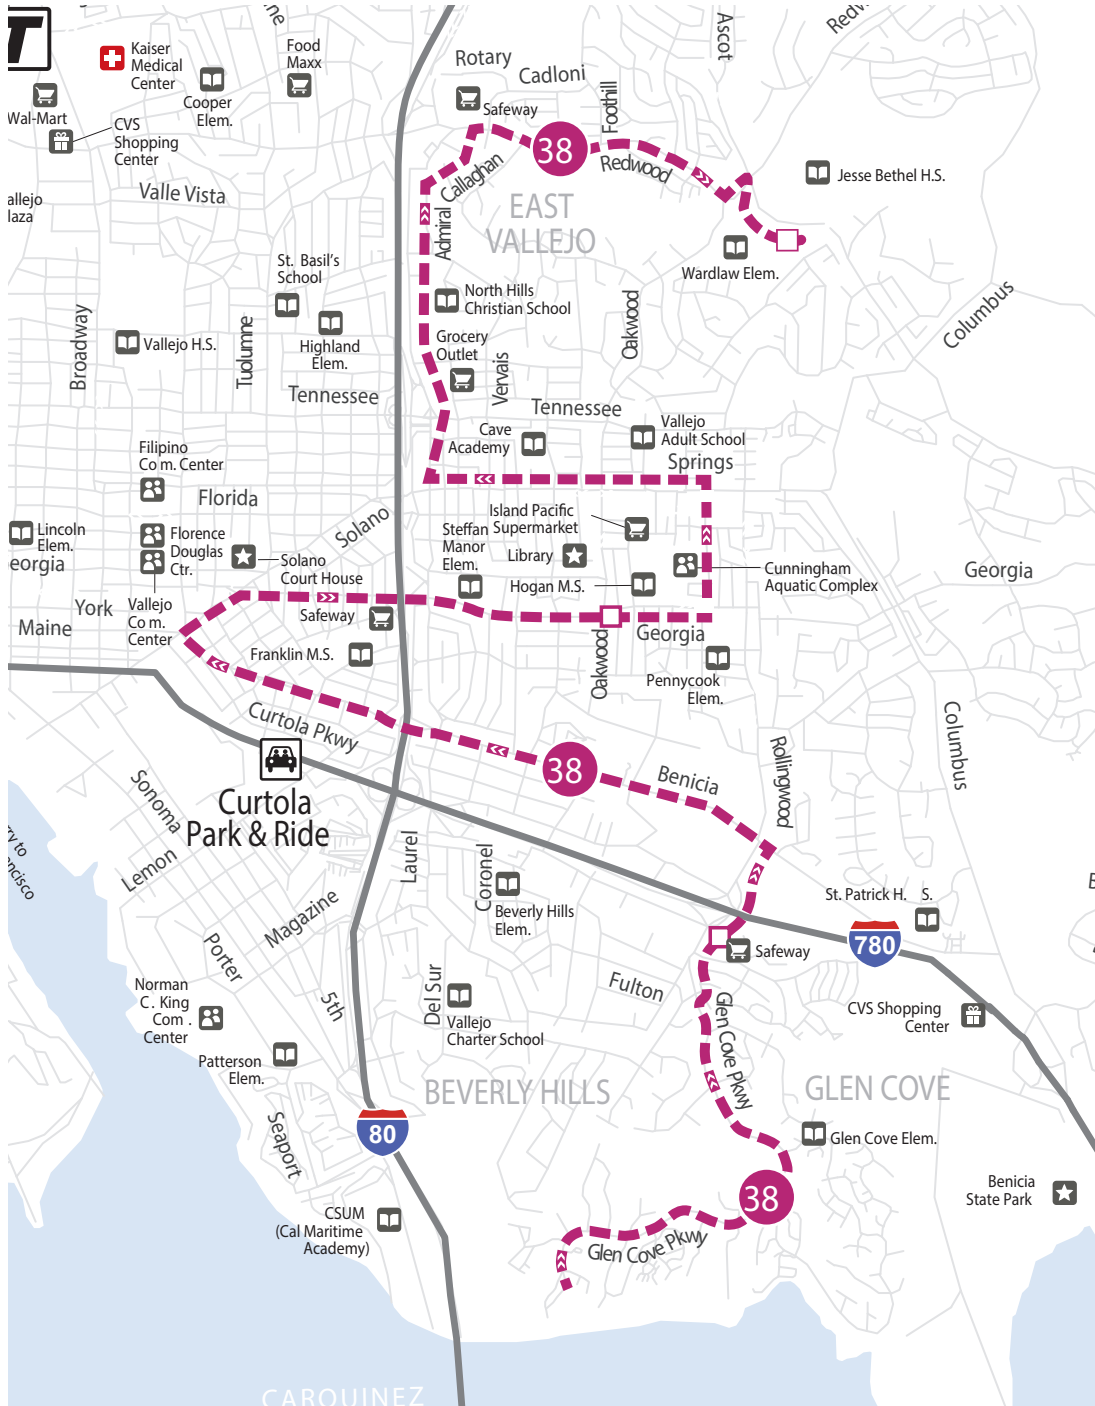 T
Kaiser
Medical
Center
Food
Maxx
Cooper
Elem.
Wal-Mart
CVS
Shopping
Center
Valle Vista
allejo
laza
Rotary
Cadloni
Ascot
Safeway
Foothill
38
Redwood
Admiral Callaghan
EAST
VALLEJO
Jesse Bethel H.S.
Wardlaw Elem.
Columbus
St. Basil's
School
North Hills
Christian School
Oakwood
Broadway
Vallejo H.S.
Tuolumne
Highland
Elem.
Grocery
Outlet
Vervais
Tennessee
Tennessee
Cave
Academy
Vallejo
Adult School
Springs
Filipino
Com. Center
Florida
Solano
Island Pacific
Supermarket
Steffan
Manor
Elem.
Library
Hogan M.S.
Cunningham
Aquatic Complex
Georgia
Lincoln
Elem.
eorgia
Florence
Douglas
Ctr.
Solano
Court House
York
Maine
Vallejo
Com.
Center
Safeway
Franklin M.S.
Oakwood
Georgia
Pennycook
Elem.
Curtola Pkwy
38
Benicia
Rollingwood
Columbus
Curtola
Park & Ride
Sonoma
Lemon
ry to
ncisco
Laurel
Coronel
Beverly Hills
Elem.
Magazine
Porter
5th
St. Patrick H. S.
780
Safeway
Norman
C. King
Com.
Center
Del Sur
Vallejo
Charter School
Fulton
Glen Cove Pkwy
CVS Shopping
Center
Patterson
Elem.
BEVERLY HILLS
GLEN COVE
Seaport
80
Glen Cove Elem.
38
Benicia
State Park
CSUM
(Cal Maritime
Academy)
Glen Cove Pkwy
CARQUINEZ